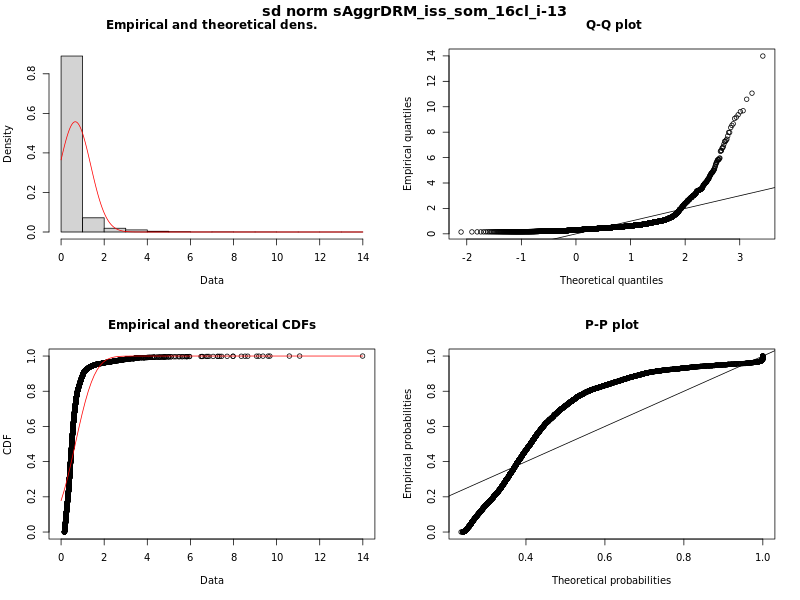 sd norm sAggrDRM_iss_som_16cl_i-13
Empirical and theoretical dens.
Density
0.0 0.2 0.4 0.6 0.8
0 2 4 6 8 10 12 14
Data
Q-Q plot
Empirical quantiles
0 2 4 6 8 10 12 14
-2 -1 0 1 2 3
Theoretical quantiles
Empirical and theoretical CDFs
CDF
0.0 0.2 0.4 0.6 0.8 1.0
0 2 4 6 8 10 12 14
Data
P-P plot
Empirical probabilities
0.0 0.2 0.4 0.6 0.8 1.0
0.4 0.6 0.8 1.0
Theoretical probabilities